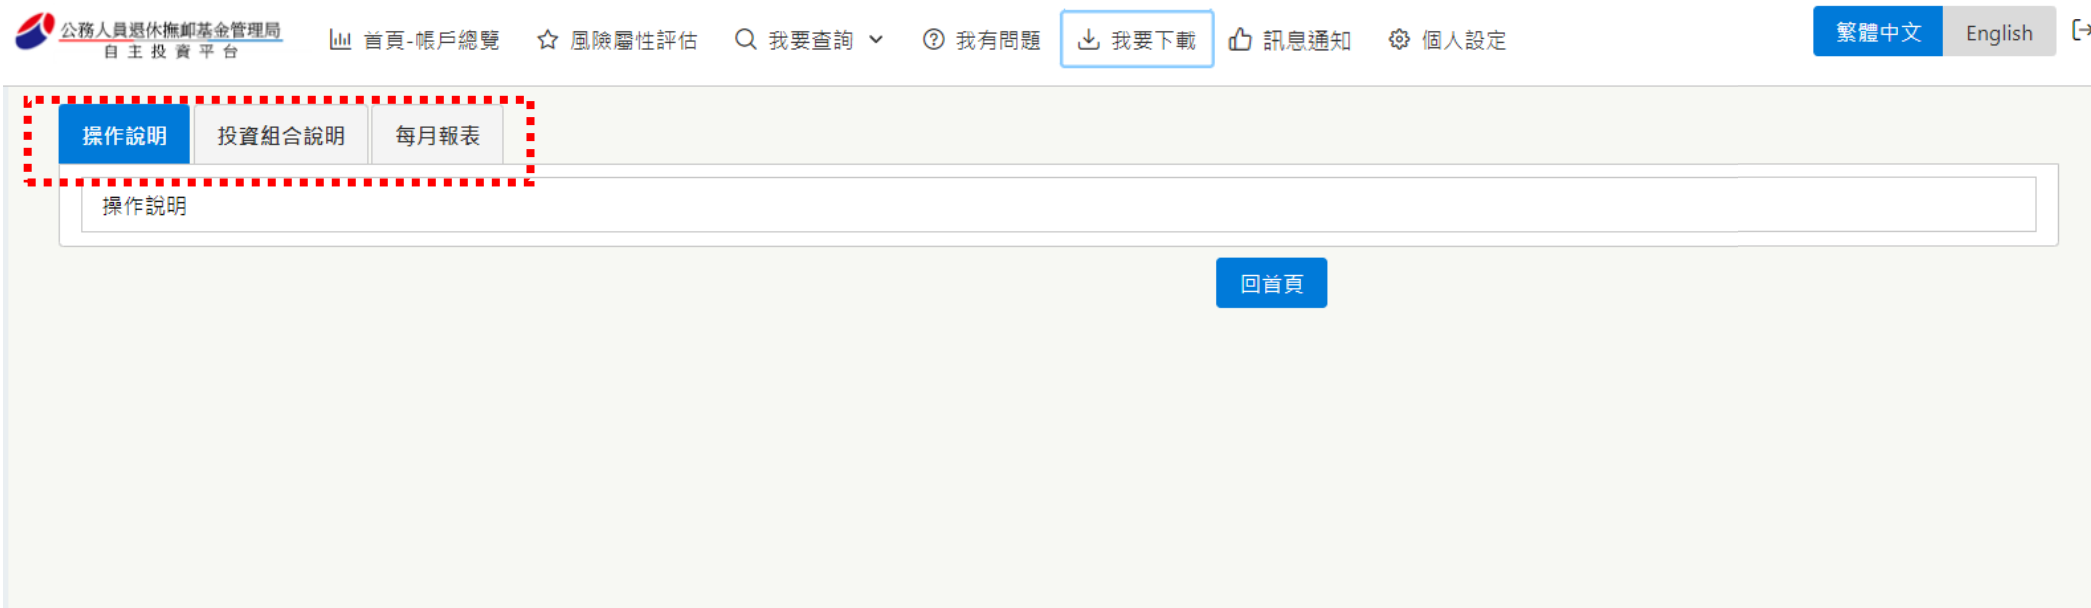 公務人員退休撫卹基金管理局
自主投資平台
首頁-帳戶總覽
風險屬性評估
我要查詢
我有問題
我要下載
訊息通知
個人設定
繁體中文
English
操作說明
投資組合說明
每月報表
操作說明
回首頁